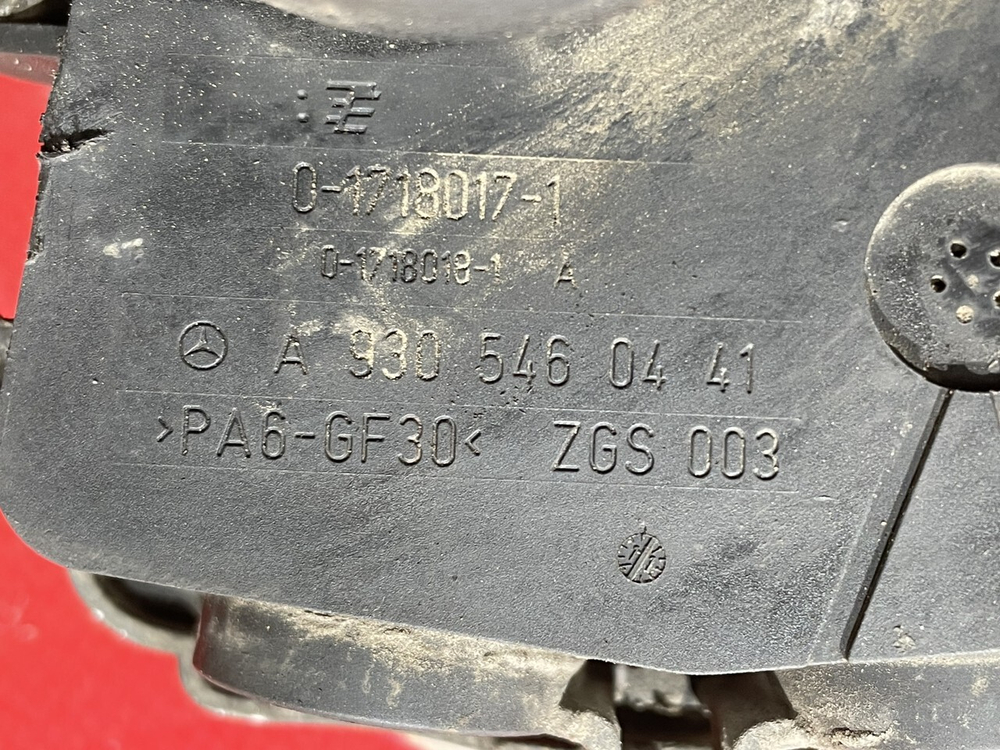 0-1718017-1
0-1718018-1 A
A 930 546 04 41
>PA6-GF30< ZGS 003